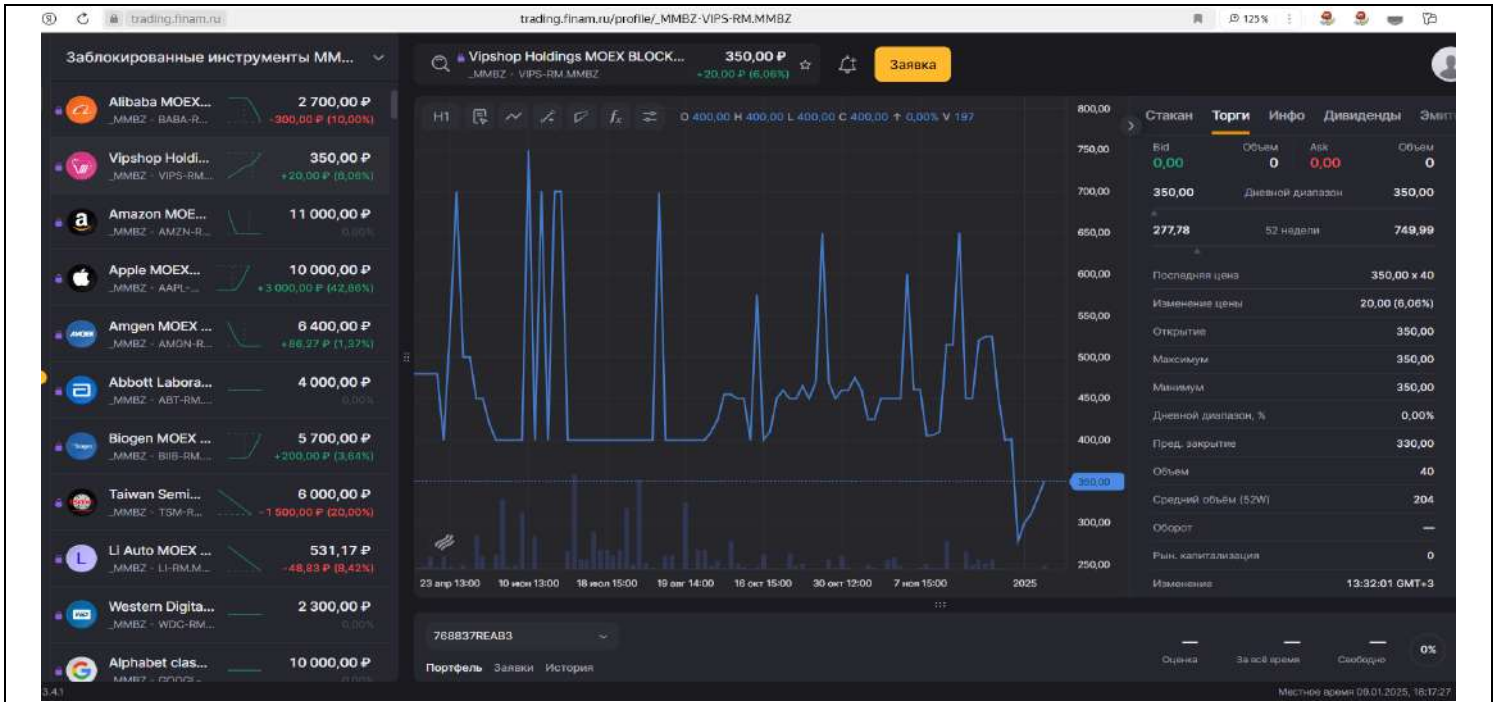 trading.finam.ru
trading.finam.ru/profile/_MMBZ-VIPS-RM.MMBZ
125%
Заблокированные инструменты MM...
Alibaba MOEX... 2 700,00 ₽
_MMBZ - BABA-R... -300,00 ₽ (10,00%)
Vipshop Holdi... 350,00 ₽
_MMBZ - VIPS-RM... +20,00 ₽ (6,06%)
Amazon MOE... 11 000,00 ₽
_MMBZ - AMZN-R... 0,00%
Apple MOEX... 10 000,00 ₽
_MMBZ - AAPL-... +3 000,00 ₽ (42,86%)
Amgen MOEX ... 6 400,00 ₽
_MMBZ - AMGN-R... +86,27 ₽ (1,37%)
Abbott Labora... 4 000,00 ₽
_MMBZ - ABT-RM.... 0,00%
Biogen MOEX ... 5 700,00 ₽
_MMBZ - BIIB-RM.... +200,00 ₽ (3,64%)
Taiwan Semi... 6 000,00 ₽
_MMBZ - TSM-R... -1 500,00 ₽ (20,00%)
Li Auto MOEX ... 531,17 ₽
_MMBZ - LI-RM.M... -48,83 ₽ (8,42%)
Western Digita... 2 300,00 ₽
_MMBZ - WDC-RM... 0,00%
Alphabet clas... 10 000,00 ₽
_MMBZ - GOOGL-
3.4.1
Vipshop Holdings MOEX BLOCK... 350,00 ₽
_MMBZ - VIPS-RM.MMBZ +20,00 ₽ (6,06%)
Заявка
H1 fx O 400,00 H 400,00 L 400,00 C 400,00 ↑ 0,00% V 197
800,00
750,00
700,00
650,00
600,00
550,00
500,00
450,00
400,00
350,00
300,00
250,00
23 апр 13:00 10 июн 13:00 18 июл 15:00 19 авг 14:00 16 окт 15:00 30 окт 12:00 7 ноя 15:00 2025
Стакан Торги Инфо Дивиденды Эмит
Bid Объем Ask Объем
0,00 0 0,00 0
350,00 Дневной диапазон 350,00
277,78 52 недели 749,99
Последняя цена 350,00 x 40
Изменение цены 20,00 (6,06%)
Открытие 350,00
Максимум 350,00
Минимум 350,00
Дневной диапазон, % 0,00%
Пред. закрытие 330,00
Объем 40
Средний объём (52W) 204
Оборот —
Рын. капитализация 0
Изменение 13:32:01 GMT+3
768837REAB3
Портфель Заявки История
— — — 0%
Оценка За всё время Свободно
Местное время 09.01.2025, 16:17:27